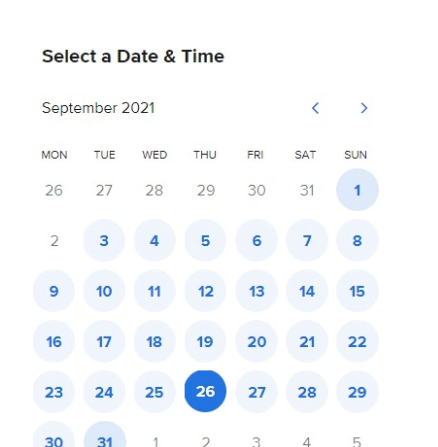 Select a Date & Time
September 2021
MON TUE WED THU FRI SAT SUN
26 27 28 29 30 31 1
2 3 4 5 6 7 8
9 10 11 12 13 14 15
16 17 18 19 20 21 22
23 24 25 26 27 28 29
30 31 1 2 3 4 5